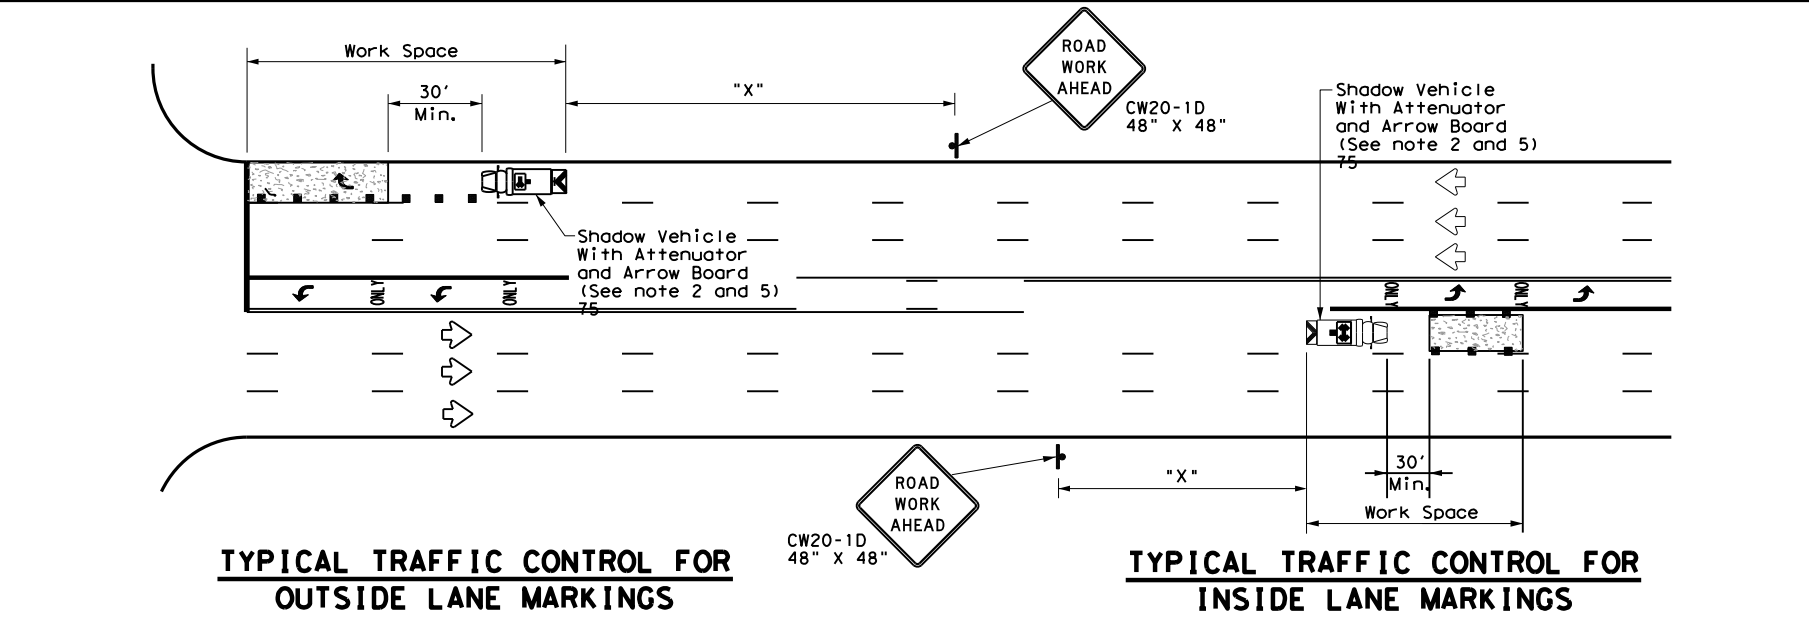 Work Space
30'
Min.
"X"
ROAD
WORK
AHEAD
CW20-1D
48" X 48"
Shadow Vehicle
With Attenuator
and Arrow Board
(See note 2 and 5)
75
Shadow Vehicle
With Attenuator
and Arrow Board
(See note 2 and 5)
75
ONLY
ONLY
ONLY
ONLY
ROAD
WORK
AHEAD
CW20-1D
48" X 48"
"X"
30'
Min.
Work Space
TYPICAL TRAFFIC CONTROL FOR
OUTSIDE LANE MARKINGS
TYPICAL TRAFFIC CONTROL FOR
INSIDE LANE MARKINGS